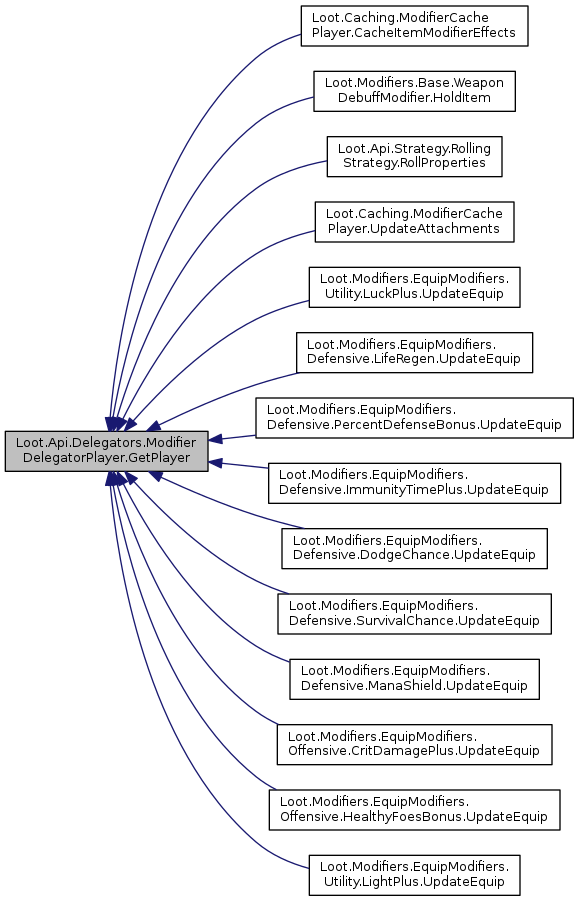 Loot.Caching.ModifierCache
Player.CacheItemModifierEffects
Loot.Modifiers.Base.Weapon
DebuffModifier.HoldItem
Loot.Api.Strategy.Rolling
Strategy.RollProperties
Loot.Caching.ModifierCache
Player.UpdateAttachments
Loot.Modifiers.EquipModifiers.
Utility.LuckPlus.UpdateEquip
Loot.Modifiers.EquipModifiers.
Defensive.LifeRegen.UpdateEquip
Loot.Modifiers.EquipModifiers.
Defensive.PercentDefenseBonus.UpdateEquip
Loot.Api.Delegators.Modifier
DelegatorPlayer.GetPlayer
Loot.Modifiers.EquipModifiers.
Defensive.ImmunityTimePlus.UpdateEquip
Loot.Modifiers.EquipModifiers.
Defensive.DodgeChance.UpdateEquip
Loot.Modifiers.EquipModifiers.
Defensive.SurvivalChance.UpdateEquip
Loot.Modifiers.EquipModifiers.
Defensive.ManaShield.UpdateEquip
Loot.Modifiers.EquipModifiers.
Offensive.CritDamagePlus.UpdateEquip
Loot.Modifiers.EquipModifiers.
Offensive.HealthyFoesBonus.UpdateEquip
Loot.Modifiers.EquipModifiers.
Utility.LightPlus.UpdateEquip